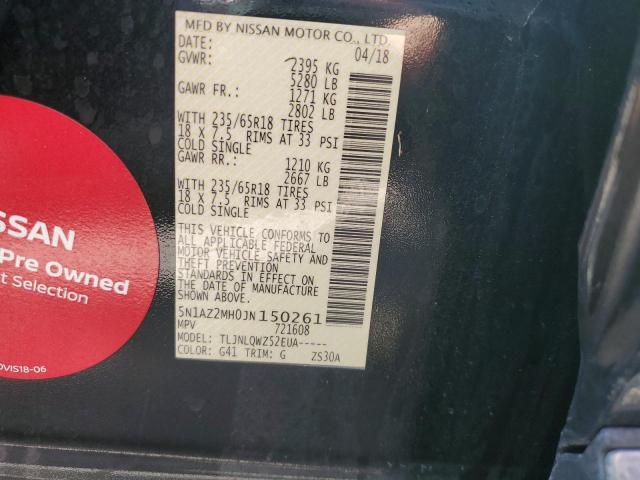 MFD BY NISSAN MOTOR CO., LTD.
DATE: 04/18
GVWR: 2395 KG
5280 LB
GAWR FR.: 1271 KG
2802 LB
WITH 235/65R18 TIRES
18 X 7.5 RIMS AT 33 PSI
COLD SINGLE
GAWR RR.: 1210 KG
2667 LB
WITH 235/65R18 TIRES
18 X 7.5 RIMS AT 33 PSI
COLD SINGLE
THIS VEHICLE CONFORMS TO
ALL APPLICABLE FEDERAL
MOTOR VEHICLE SAFETY AND
THEFT PREVENTION
STANDARDS IN EFFECT ON
THE DATE OF MANUFACTURE
SHOWN ABOVE.
5N1AZ2MH0JN150261
MPV 721608
MODEL: TLJNLQWZ52EUA-----
COLOR: G41 TRIM: G ZS30A
SSAN
Pre Owned
t Selection
OVIS18-06